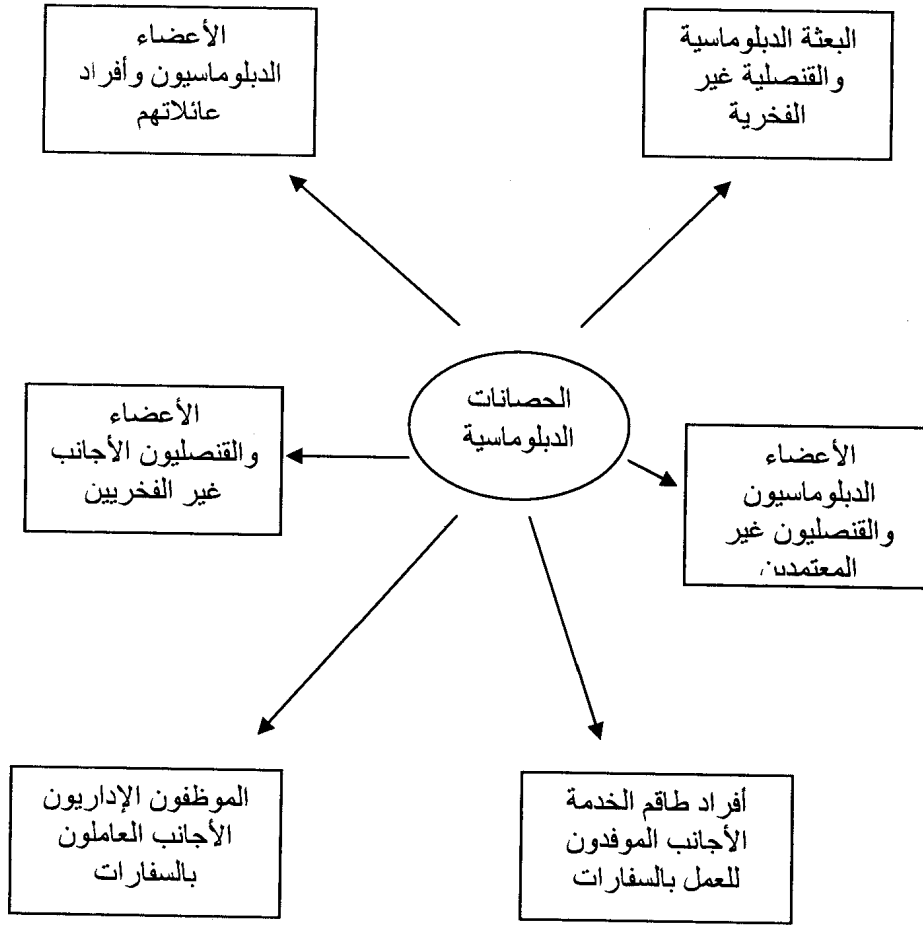 البعثة الدبلوماسية
والقنصلية غير
الفخرية
الأعضاء
الدبلوماسيون وأفراد
عائلاتهم
الحصانات
الدبلوماسية
الأعضاء
الدبلوماسيون
والقنصليون غير
المعتمدين
الأعضاء
والقنصليون الأجانب
غير الفخريين
أفراد طاقم الخدمة
الأجانب الموفدون
للعمل بالسفارات
الموظفون الإداريون
الأجانب العاملون
بالسفارات